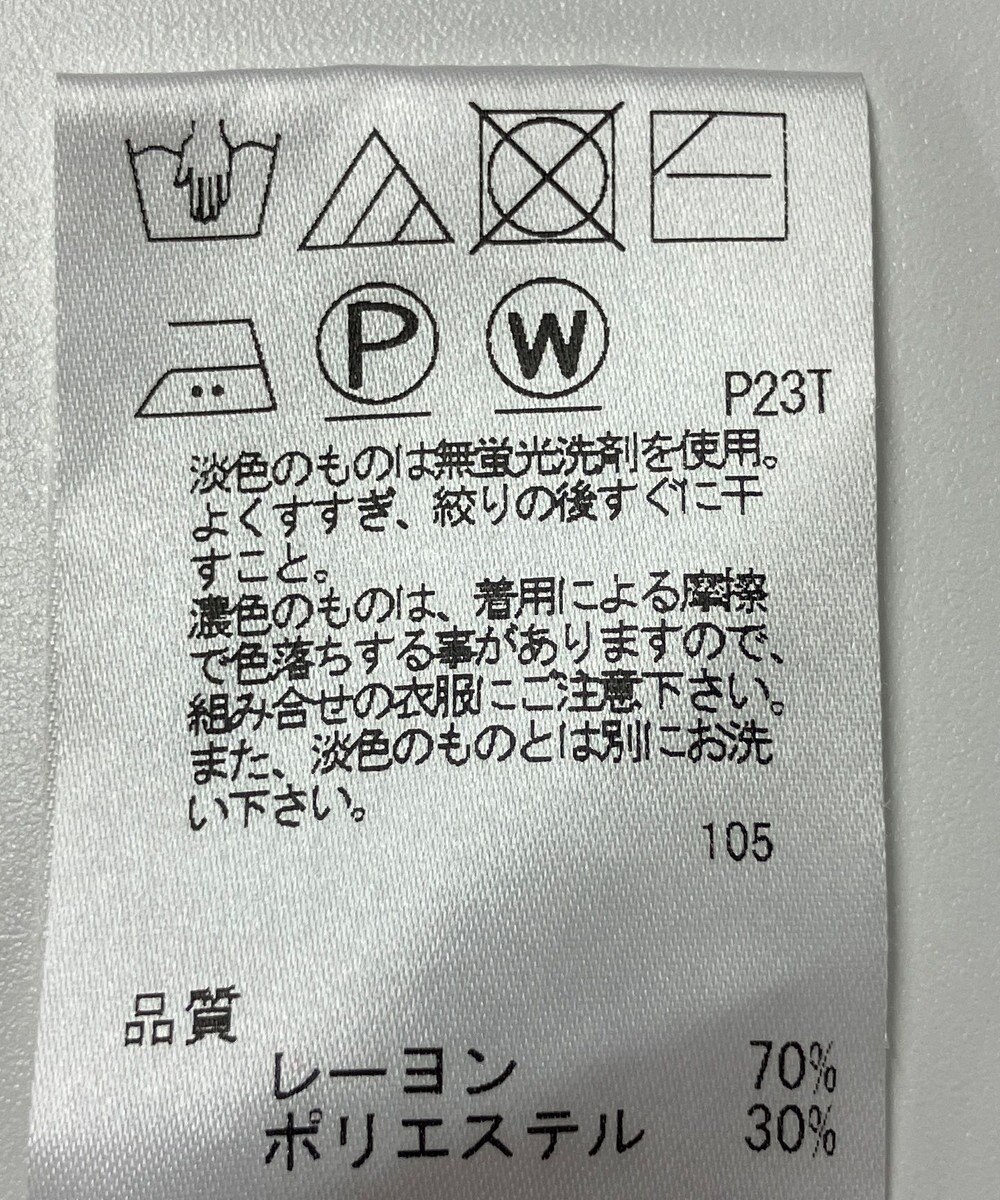 P W P23T
淡色のものは無蛍光洗剤を使用。
よくすすぎ、絞りの後すぐに干
すこと。
濃色のものは、着用による摩擦
で色落ちする事がありますので、
組み合せの衣服にご注意下さい。
また、淡色のものとは別にお洗
い下さい。
105
品質
レーヨン 70%
ポリエステル 30%